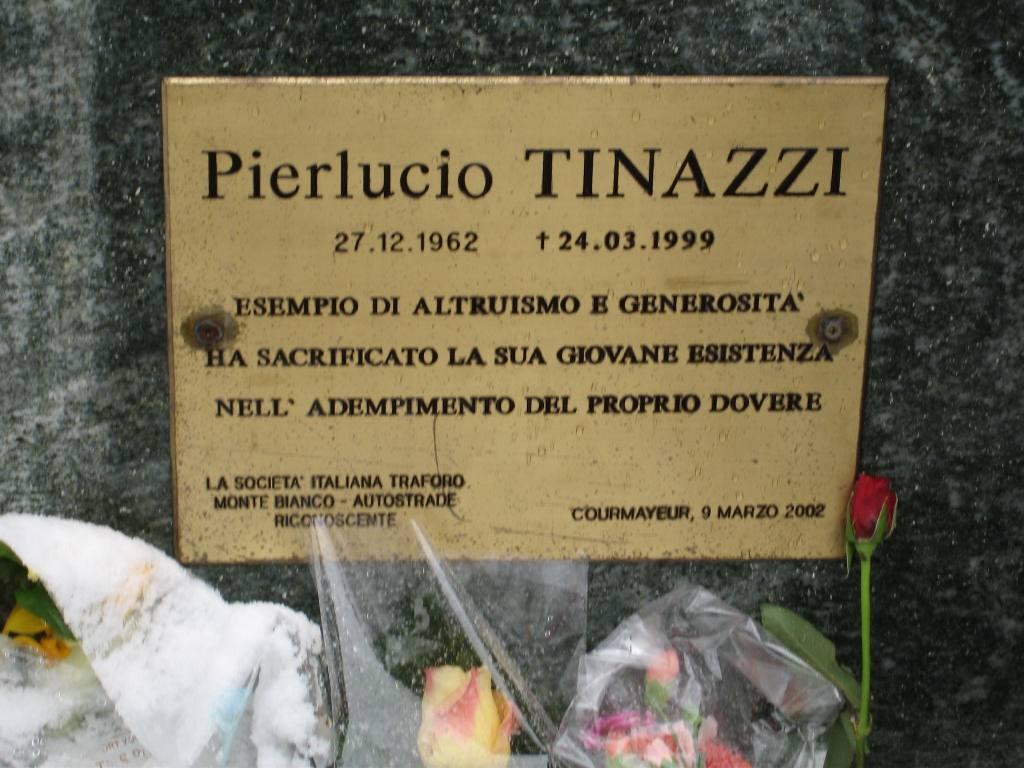 Pierlucio TINAZZI
27.12.1962 †24.03.1999
ESEMPIO DI ALTRUISMO E GENEROSITA'
HA SACRIFICATO LA SUA GIOVANE ESISTENZA
NELL' ADEMPIMENTO DEL PROPRIO DOVERE
LA SOCIETA' ITALIANA TRAFORO
MONTE BIANCO - AUTOSTRADE
RICONOSCENTE
COURMAYEUR, 9 MARZO 2002